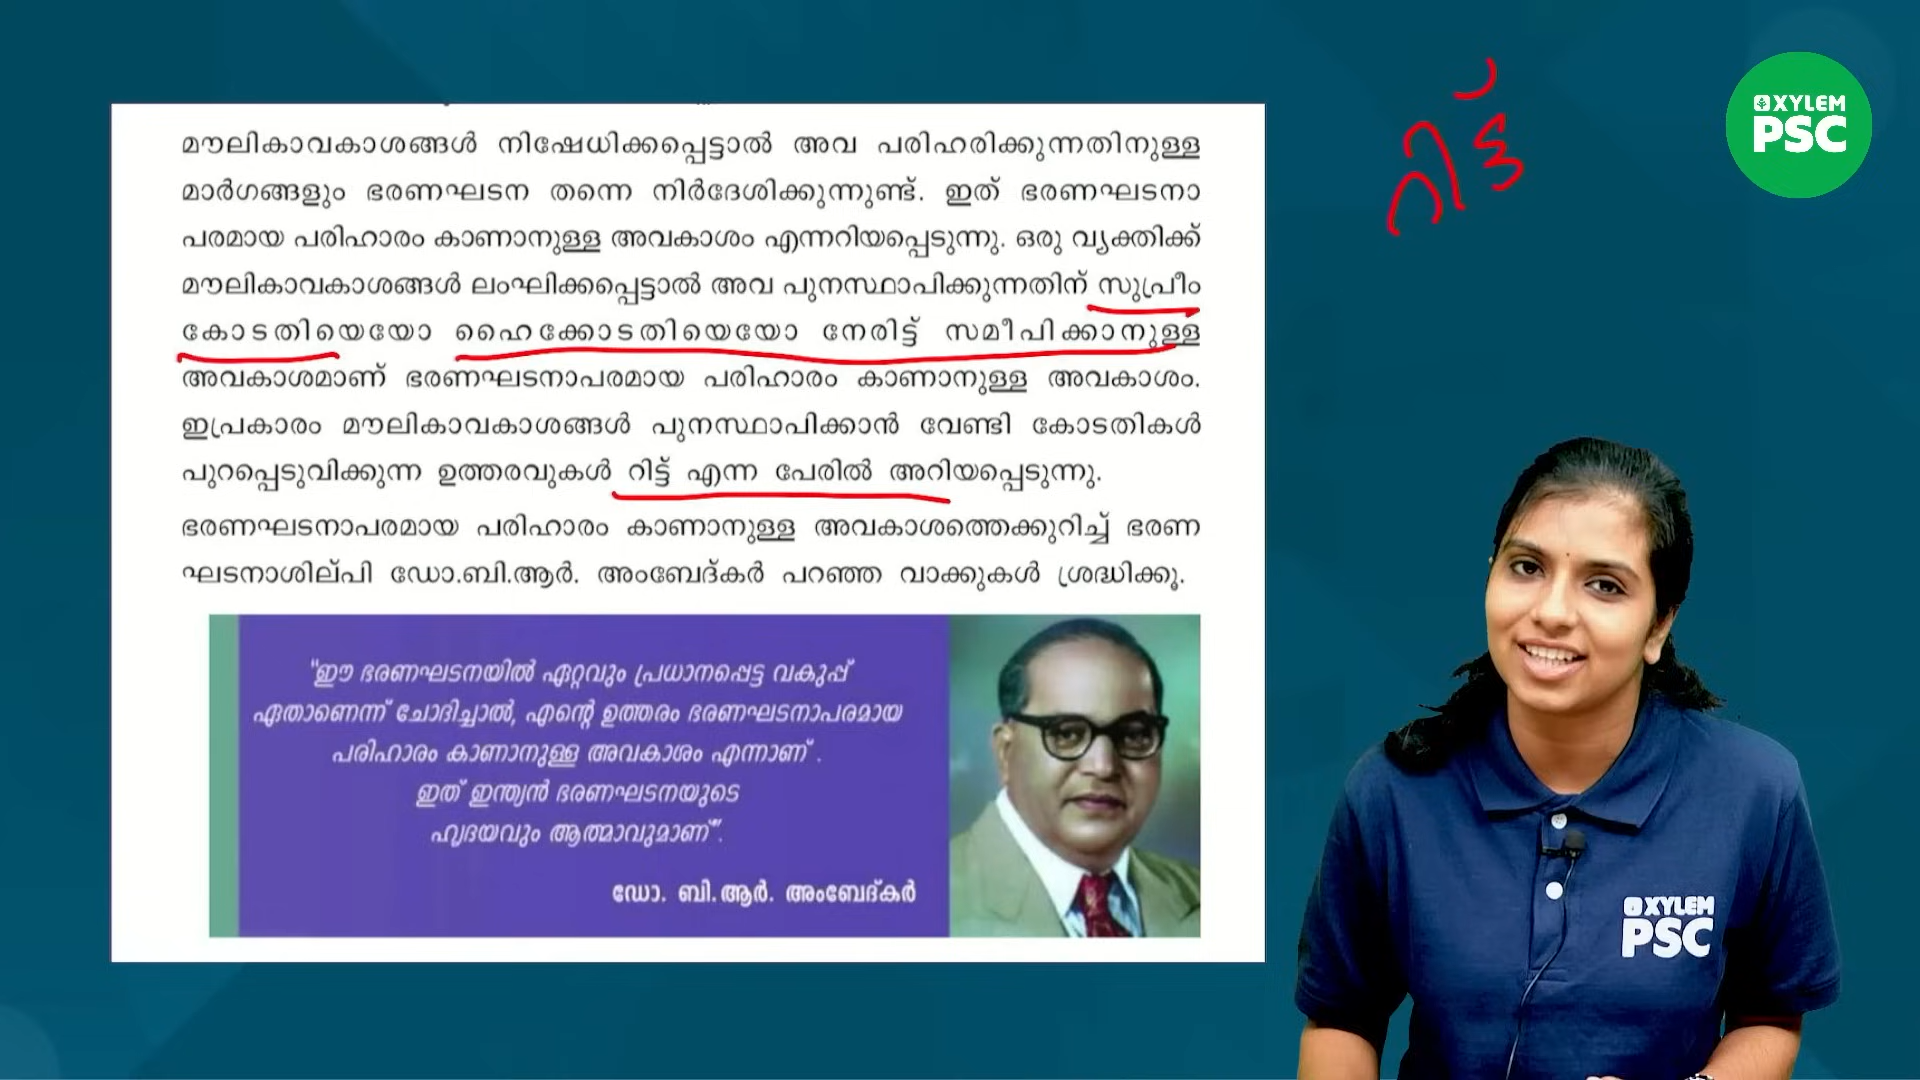 മൗലികാവകാശങ്ങൾ നിഷേധിക്കപ്പെട്ടാൽ അവ പരിഹരിക്കുന്നതിനുള്ള
മാർഗങ്ങളും ഭരണഘടന തന്നെ നിർദേശിക്കുന്നുണ്ട്. ഇത് ഭരണഘടനാ
പരമായ പരിഹാരം കാണാനുള്ള അവകാശം എന്നറിയപ്പെടുന്നു. ഒരു വ്യക്തിക്ക്
മൗലികാവകാശങ്ങൾ ലംഘിക്കപ്പെട്ടാൽ അവ പുനസ്ഥാപിക്കുന്നതിന് സുപ്രീം
കോടതിയെയോ ഹൈക്കോടതിയെയോ നേരിട്ട് സമീപിക്കാനുള്ള
അവകാശമാണ് ഭരണഘടനാപരമായ പരിഹാരം കാണാനുള്ള അവകാശം.
ഇപ്രകാരം മൗലികാവകാശങ്ങൾ പുനസ്ഥാപിക്കാൻ വേണ്ടി കോടതികൾ
പുറപ്പെടുവിക്കുന്ന ഉത്തരവുകൾ റിട്ട് എന്ന പേരിൽ അറിയപ്പെടുന്നു.
ഭരണഘടനാപരമായ പരിഹാരം കാണാനുള്ള അവകാശത്തെക്കുറിച്ച് ഭരണ
ഘടനാശില്പി ഡോ.ബി.ആർ. അംബേദ്കർ പറഞ്ഞ വാക്കുകൾ ശ്രദ്ധിക്കൂ.
"ഈ ഭരണഘടനയിൽ ഏറ്റവും പ്രധാനപ്പെട്ട വകുപ്പ്
ഏതാണെന്ന് ചോദിച്ചാൽ, എന്റെ ഉത്തരം ഭരണഘടനാപരമായ
പരിഹാരം കാണാനുള്ള അവകാശം എന്നാണ്.
ഇത് ഇന്ത്യൻ ഭരണഘടനയുടെ
ഹൃദയവും ആത്മാവുമാണ്".
ഡോ. ബി.ആർ. അംബേദ്കർ
റിട്ട്
XYLEM
PSC
XYLEM
PSC